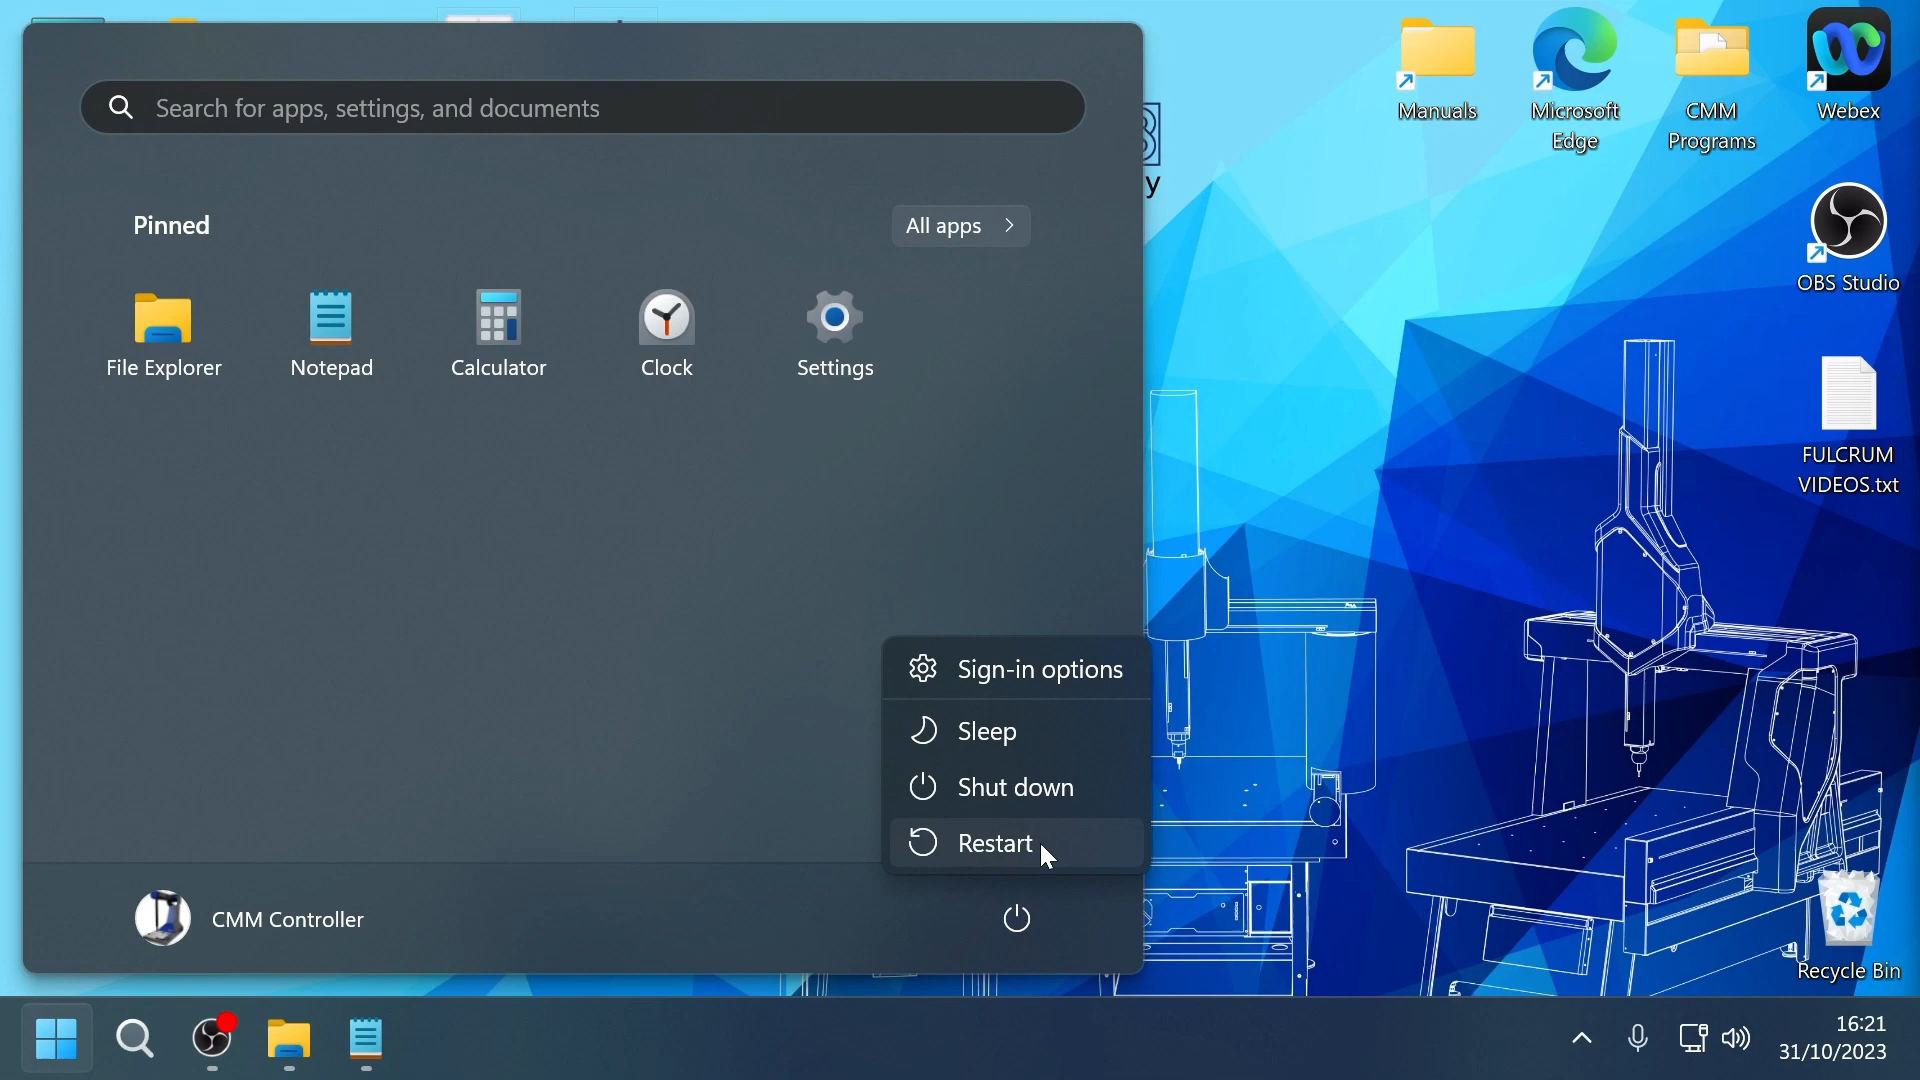 Search for apps, settings, and documents
Pinned
All apps
File Explorer
Notepad
Calculator
Clock
Settings
Sign-in options
Sleep
Shut down
Restart
CMM Controller
Manuals
Microsoft
Edge
CMM
Programs
Webex
OBS Studio
FULCRUM
VIDEOS.txt
Recycle Bin
16:21
31/10/2023